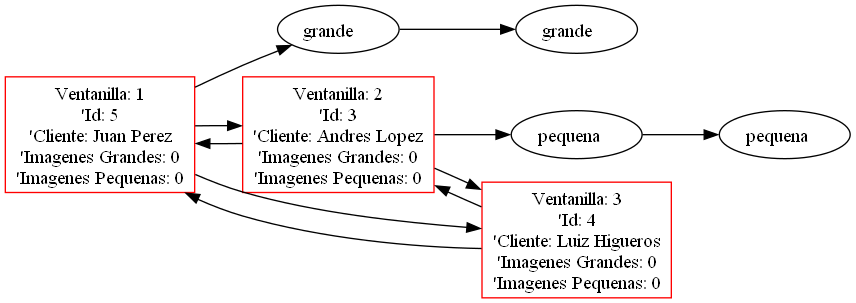 grande
grande
Ventanilla: 1
'Id: 5
'Cliente: Juan Perez
'Imagenes Grandes: 0
'Imagenes Pequenas: 0
Ventanilla: 2
'Id: 3
'Cliente: Andres Lopez
'Imagenes Grandes: 0
'Imagenes Pequenas: 0
pequena
pequena
Ventanilla: 3
'Id: 4
'Cliente: Luiz Higueros
'Imagenes Grandes: 0
'Imagenes Pequenas: 0